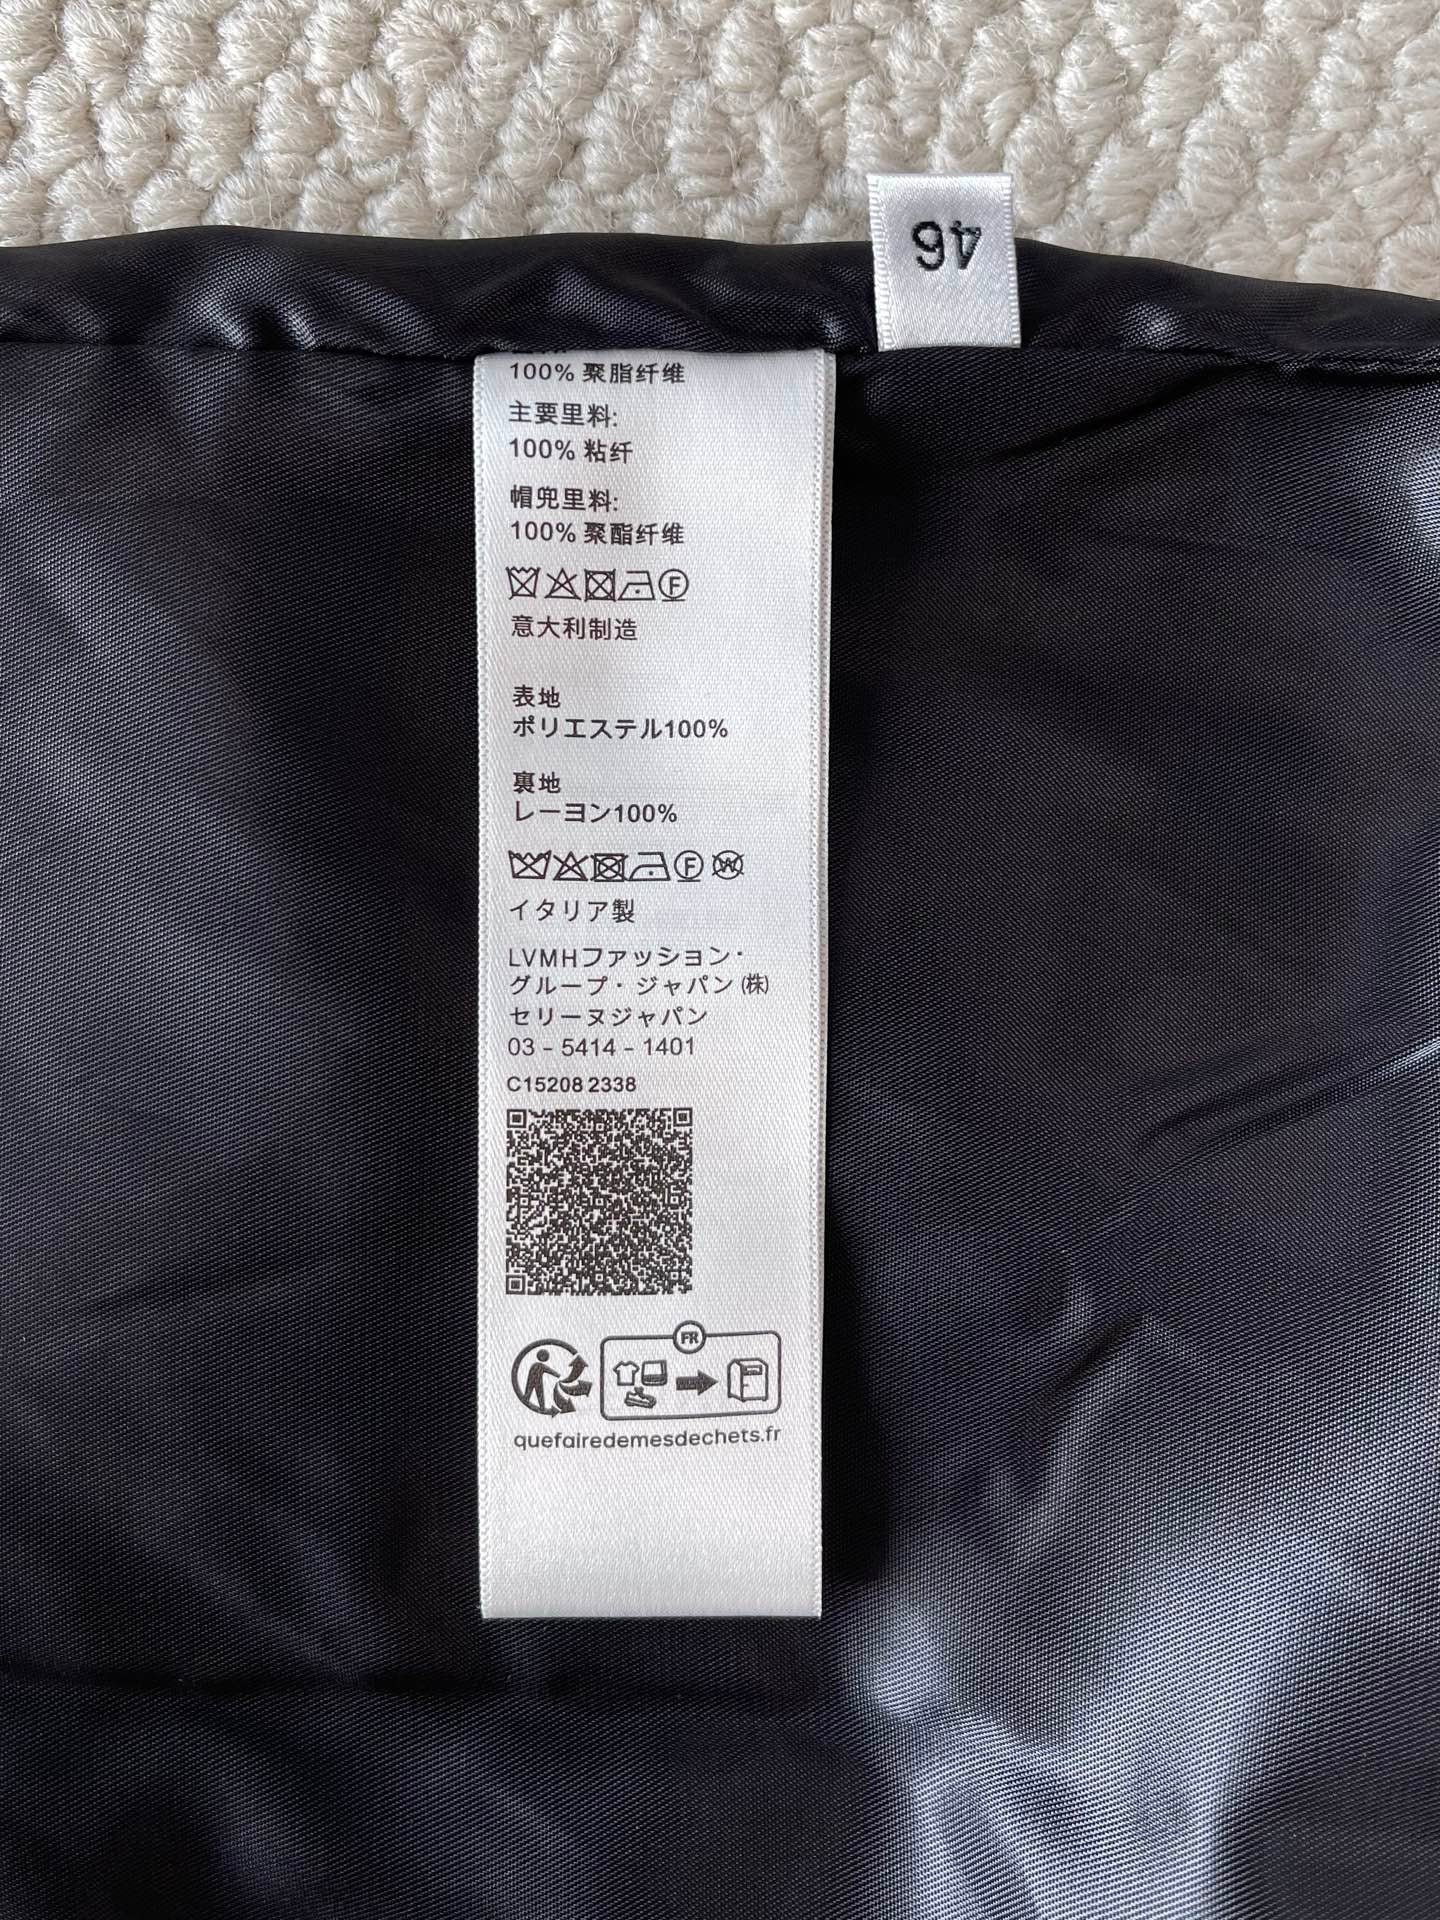 46
100% 聚脂纤维
主要里料:
100% 粘纤
帽兜里料:
100% 聚酯纤维
F
意大利制造
表地
ポリエステル100%
裏地
レーヨン100%
F W
イタリア製
LVMHファッション・
グループ・ジャパン(株)
セリーヌジャパン
03 - 5414 - 1401
C15208 2338
FR
quefairedemesdechets.fr